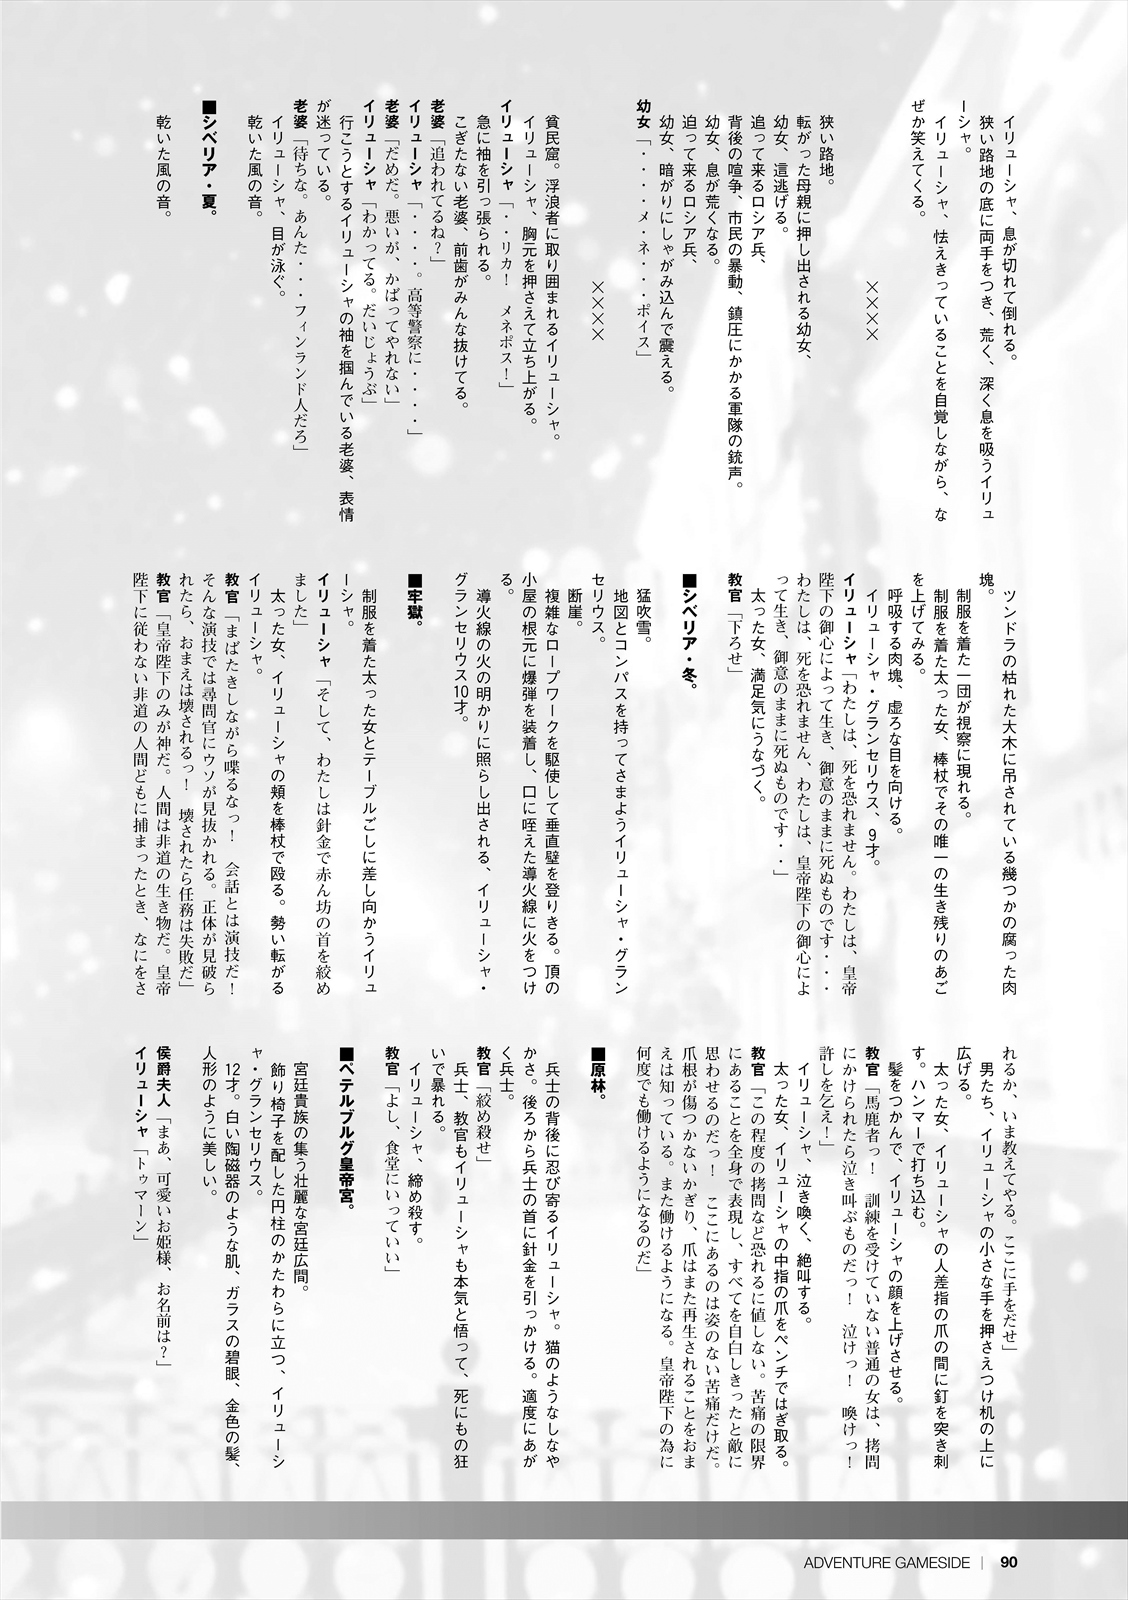 イリューシャ、息が切れて倒れる。
狭い路地の底に両手をつき、荒く、深く息を吸うイリュ
ーシャ。
イリューシャ、怯えきっていることを自覚しながら、な
ぜか笑えてくる。
××××
狭い路地。
転がった母親に押し出される幼女、
幼女、這逃げる。
追って来るロシア兵、
背後の喧争、市民の暴動、鎮圧にかかる軍隊の銃声。
幼女、息が荒くなる。
迫って来るロシア兵、
幼女、暗がりにしゃがみ込んで震える。
幼女「・・・・メ・ネ・・・ポイス」
××××
貧民窟。浮浪者に取り囲まれるイリューシャ。
イリューシャ、胸元を押さえて立ち上がる。
イリューシャ「・・リカ！　メネポス！」
急に袖を引っ張られる。
こぎたない老婆、前歯がみんな抜けてる。
老婆「追われてるね？」
イリューシャ「・・・・。高等警察に・・・・」
老婆「だめだ。悪いが、かばってやれない」
イリューシャ「わかってる。だいじょうぶ」
行こうとするイリューシャの袖を掴んでいる老婆、表情
が迷っている。
老婆「待ちな。あんた・・・フィンランド人だろ」
イリューシャ、目が泳ぐ。
乾いた風の音。
■シベリア・夏。
乾いた風の音。
ツンドラの枯れた大木に吊されている幾つかの腐った肉
塊。
制服を着た一団が視察に現れる。
制服を着た太った女、棒杖でその唯一の生き残りのあご
を上げてみる。
呼吸する肉塊、虚ろな目を向ける。
イリューシャ・グランセリウス、9才。
イリューシャ「わたしは、死を恐れません。わたしは、皇帝
陛下の御心によって生き、御意のままに死ぬものです・・・
わたしは、死を恐れません、わたしは、皇帝陛下の御心によ
って生き、御意のままに死ぬものです・・」
太った女、満足気にうなづく。
教官「下ろせ」
■シベリア・冬。
猛吹雪。
地図とコンパスを持ってさまようイリューシャ・グラン
セリウス。
断崖。
複雑なロープワークを駆使して垂直壁を登りきる。頂の
小屋の根元に爆弾を装着し、口に咥えた導火線に火をつけ
る。
導火線の火の明かりに照らし出される、イリューシャ・
グランセリウス10才。
■牢獄。
制服を着た太った女とテーブルごしに差し向かうイリュ
ーシャ。
イリューシャ「そして、わたしは針金で赤ん坊の首を絞め
ました」
太った女、イリューシャの頬を棒杖で殴る。勢い転がる
イリューシャ。
教官「まばたきしながら喋るなっ！　会話とは演技だ！
そんな演技では尋問官にウソが見抜かれる。正体が見破ら
れたら、おまえは壊されるっ！　壊されたら任務は失敗だ」
教官「皇帝陛下のみが神だ。人間は非道の生き物だ。皇帝
陛下に従わない非道の人間どもに捕まったとき、なにをさ
れるか、いま教えてやる。ここに手をだせ」
男たち、イリューシャの小さな手を押さえつけ机の上に
広げる。
太った女、イリューシャの人差指の爪の間に釘を突き刺
す。ハンマーで打ち込む。
髪をつかんで、イリューシャの顔を上げさせる。
教官「馬鹿者っ！　訓練を受けていない普通の女は、拷問
にかけられたら泣き叫ぶものだっ！　泣けっ！　喚けっ！
許しを乞え！」
イリューシャ、泣き喚く、絶叫する。
太った女、イリューシャの中指の爪をペンチではぎ取る。
教官「この程度の拷問など恐れるに値しない。苦痛の限界
にあることを全身で表現し、すべてを自白しきったと敵に
思わせるのだっ！　ここにあるのは姿のない苦痛だけだ。
爪根が傷つかないかぎり、爪はまた再生されることをおま
えは知っている。また働けるようになる。皇帝陛下の為に
何度でも働けるようになるのだ」
■原林。
兵士の背後に忍び寄るイリューシャ。猫のようなしなや
かさ。後ろから兵士の首に針金を引っかける。適度にあが
く兵士。
教官「絞め殺せ」
兵士、教官もイリューシャも本気と悟って、死にもの狂
いで暴れる。
イリューシャ、締め殺す。
教官「よし、食堂にいっていい」
■ペテルブルグ皇帝宮。
宮廷貴族の集う壮麗な宮廷広間。
飾り椅子を配した円柱のかたわらに立つ、イリューシ
ャ・グランセリウス。
12才。白い陶磁器のような肌、ガラスの碧眼、金色の髪、
人形のように美しい。
侯爵夫人「まあ、可愛いお姫様、お名前は？」
イリューシャ「トゥマーン」
ADVENTURE GAMESIDE | 90